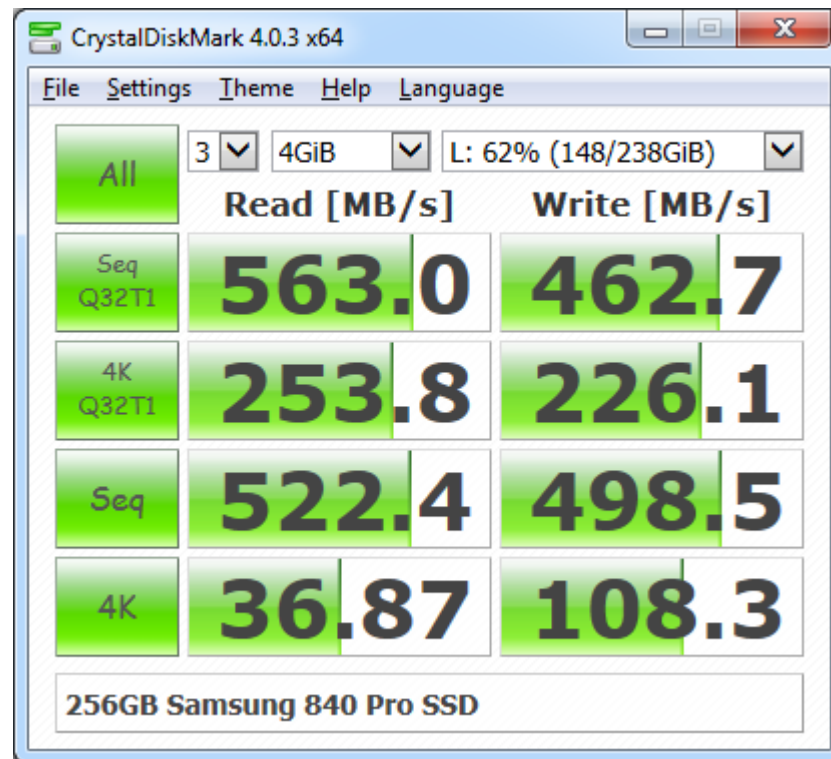 CrystalDiskMark 4.0.3 x64
File Settings Theme Help Language
All 3 4GiB L: 62% (148/238GiB)
Read [MB/s] Write [MB/s]
Seq Q32T1 563.0 462.7
4K Q32T1 253.8 226.1
Seq 522.4 498.5
4K 36.87 108.3
256GB Samsung 840 Pro SSD